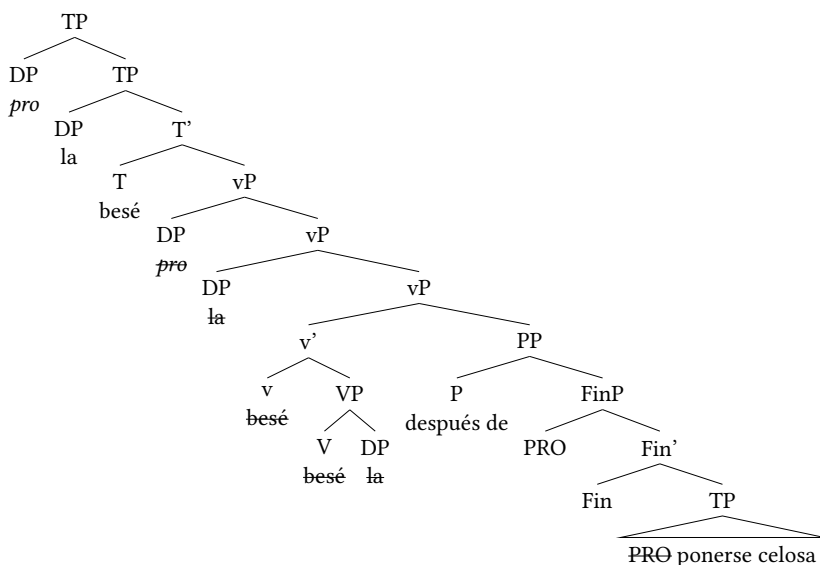 TP
DP TP
pro
DP T’
la
T vP
besé
DP vP
pro
DP vP
la
v’ PP
v VP P FinP
besé después de
V DP PRO Fin’
besé la
Fin TP
PRO ponerse celosa